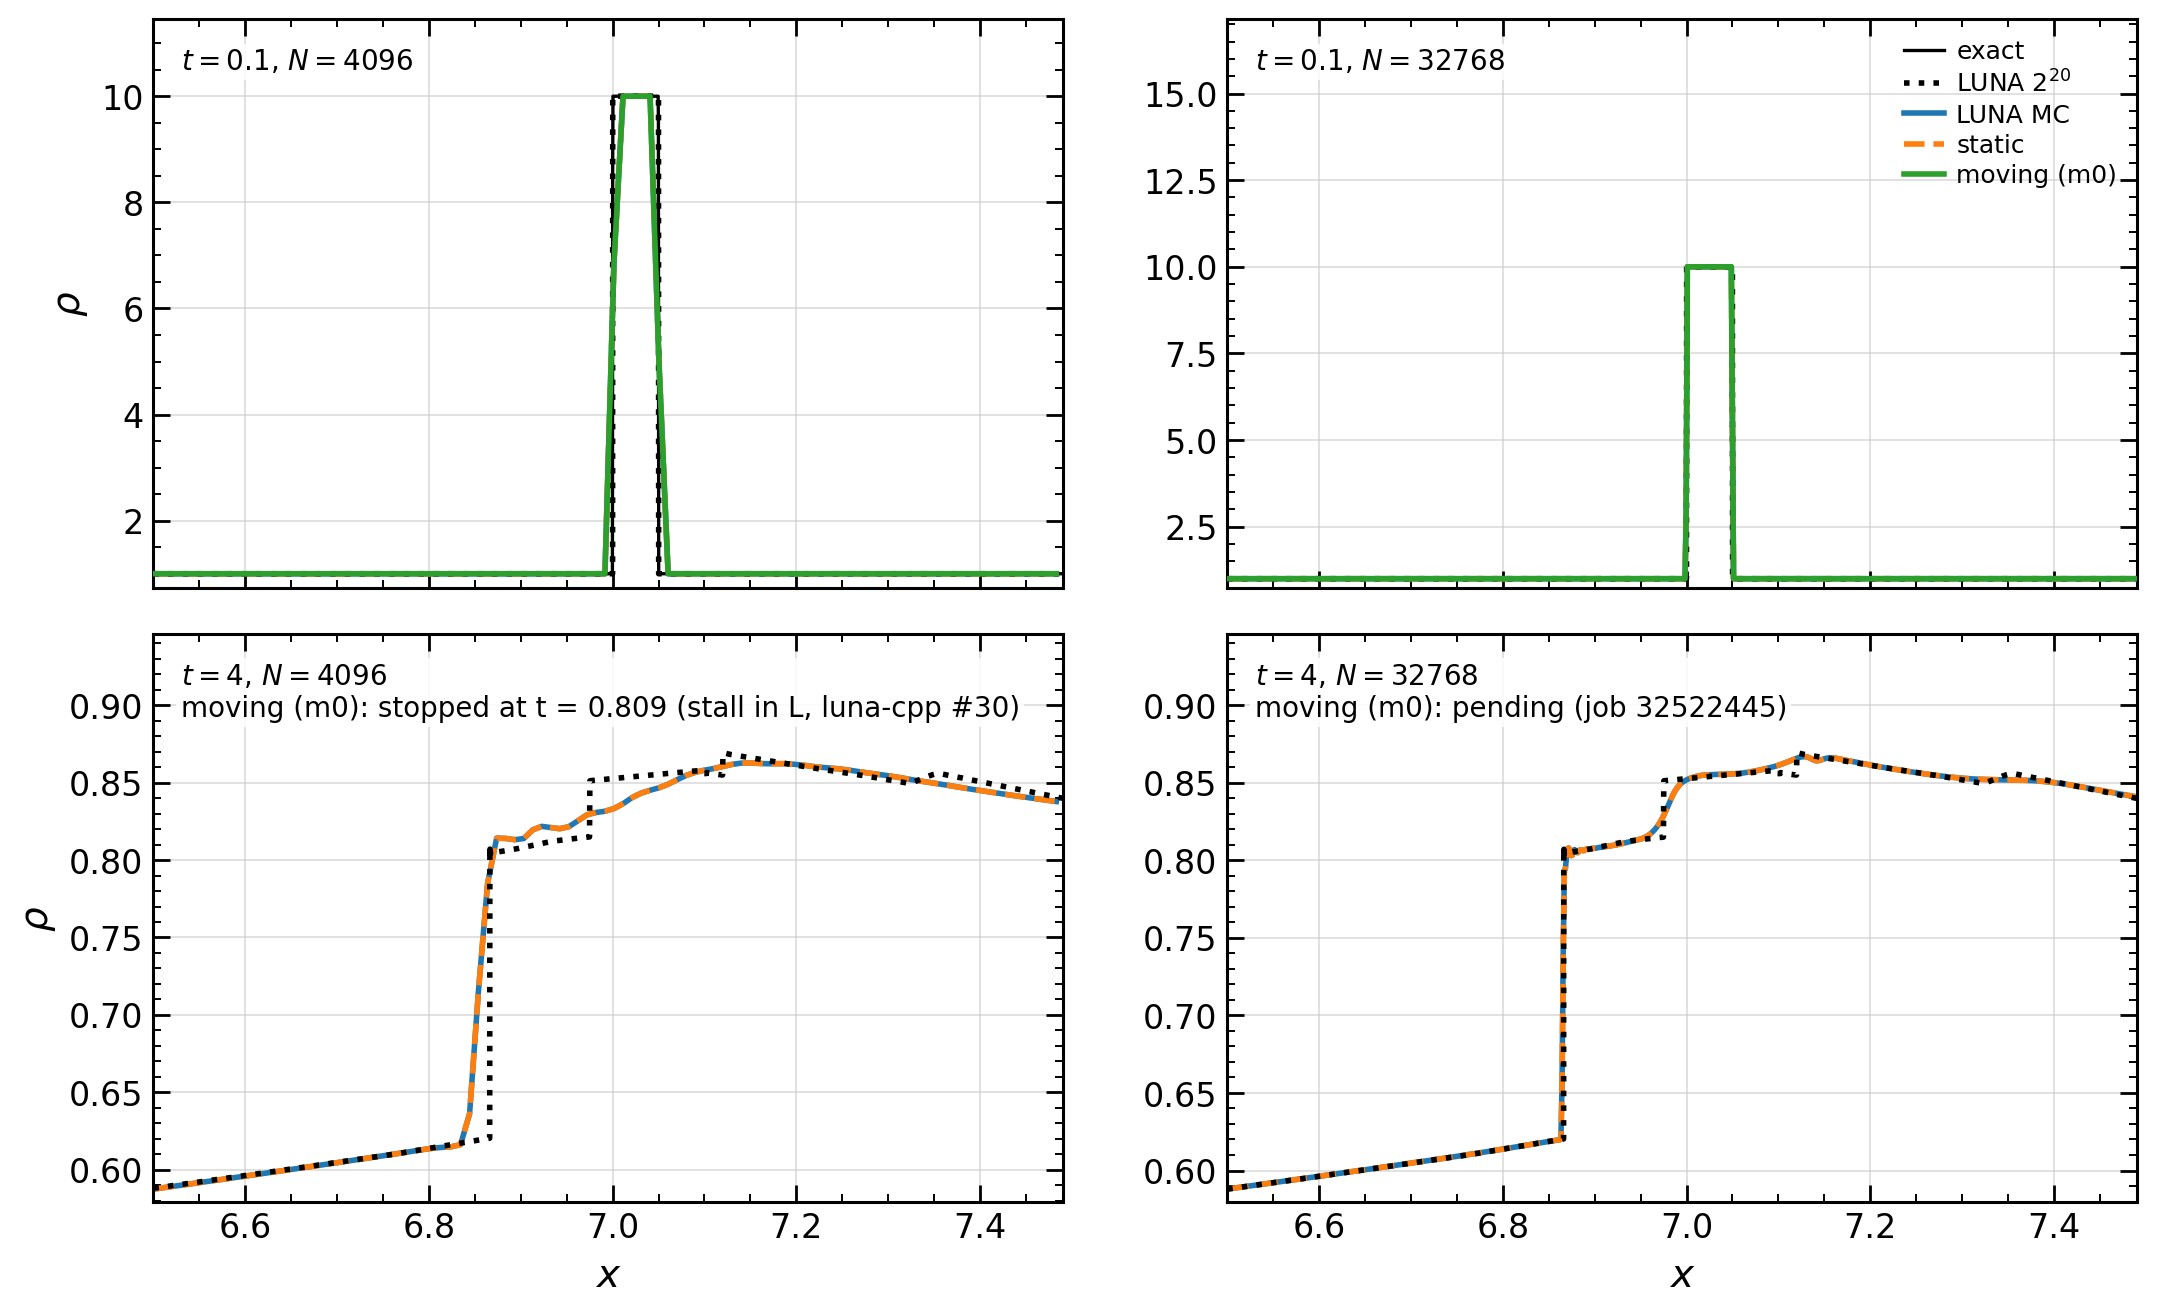 t = 0.1, N = 4096
10
8
6
4
2
ρ
t = 0.1, N = 32768
exact
LUNA 2^20
LUNA MC
static
moving (m0)
15.0
12.5
10.0
7.5
5.0
2.5
t = 4, N = 4096
moving (m0): stopped at t = 0.809 (stall in L, luna-cpp #30)
0.90
0.85
0.80
0.75
0.70
0.65
0.60
ρ
6.6 6.8 7.0 7.2 7.4
x
t = 4, N = 32768
moving (m0): pending (job 32522445)
0.90
0.85
0.80
0.75
0.70
0.65
0.60
6.6 6.8 7.0 7.2 7.4
x